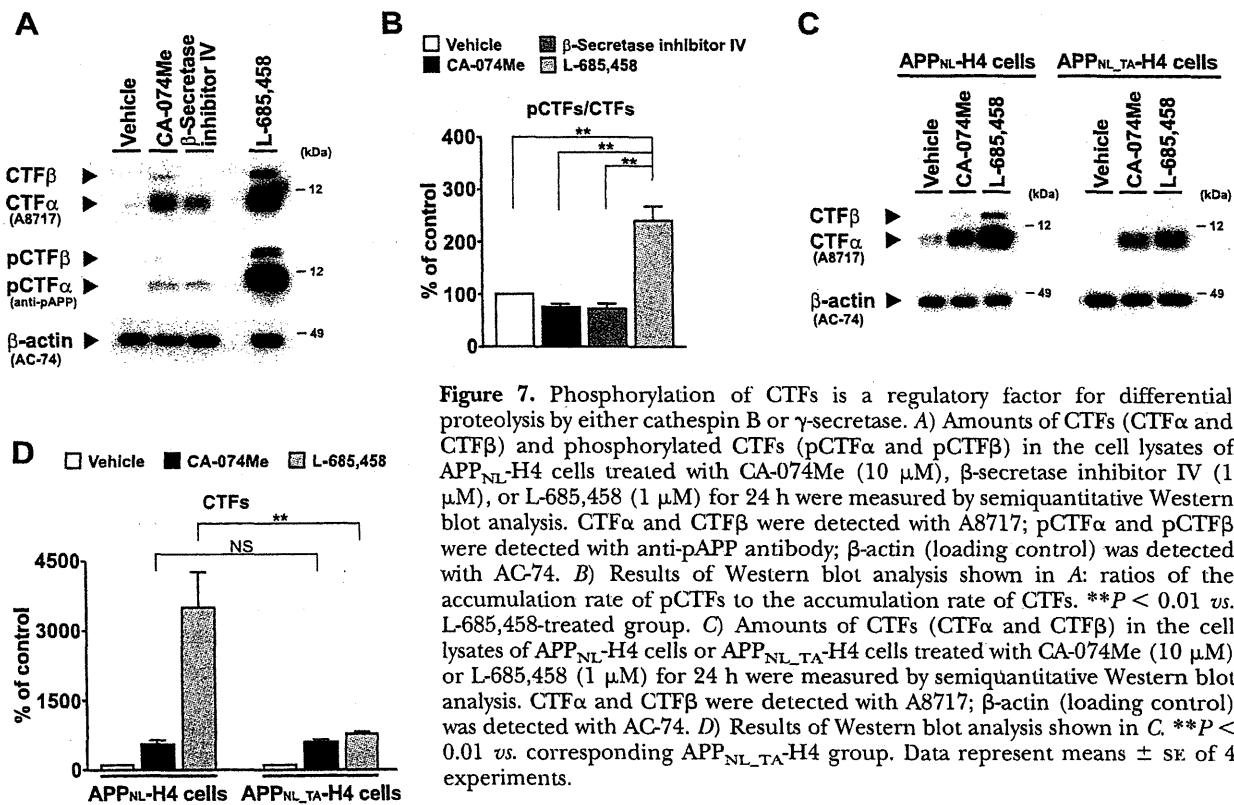 A
Vehicle
CA-074Me
β-Secretase
inhibitor IV
L-685,458
(kDa)
CTFβ
12
CTFα
(A8717)
pCTFβ
12
pCTFα
(anti-pAPP)
49
β-actin
(AC-74)
B
Vehicle
β-Secretase inhibitor IV
CA-074Me
L-685,458
pCTFs/CTFs
400
300
200
100
0
% of control
**
**
**
C
APPNL-H4 cells
APPNL_TA-H4 cells
Vehicle
CA-074Me
L-685,458
(kDa)
Vehicle
CA-074Me
L-685,458
(kDa)
CTFβ
12
12
CTFα
(A8717)
β-actin
49
49
(AC-74)
D
Vehicle
CA-074Me
L-685,458
CTFs
**
NS
4500
3000
1500
0
% of control
APPNL-H4 cells
APPNL_TA-H4 cells
Figure 7. Phosphorylation of CTFs is a regulatory factor for differential
proteolysis by either cathespin B or γ-secretase. A) Amounts of CTFs (CTFα and
CTFβ) and phosphorylated CTFs (pCTFα and pCTFβ) in the cell lysates of
APPNL-H4 cells treated with CA-074Me (10 μM), β-secretase inhibitor IV (1
μM), or L-685,458 (1 μM) for 24 h were measured by semiquantitative Western
blot analysis. CTFα and CTFβ were detected with A8717; pCTFα and pCTFβ
were detected with anti-pAPP antibody; β-actin (loading control) was detected
with AC-74. B) Results of Western blot analysis shown in A: ratios of the
accumulation rate of pCTFs to the accumulation rate of CTFs. **P < 0.01 vs.
L-685,458-treated group. C) Amounts of CTFs (CTFα and CTFβ) in the cell
lysates of APPNL-H4 cells or APPNL_TA-H4 cells treated with CA-074Me (10 μM)
or L-685,458 (1 μM) for 24 h were measured by semiquantitative Western blot
analysis. CTFα and CTFβ were detected with A8717; β-actin (loading control)
was detected with AC-74. D) Results of Western blot analysis shown in C. **P <
0.01 vs. corresponding APPNL_TA-H4 group. Data represent means ± SE of 4
experiments.